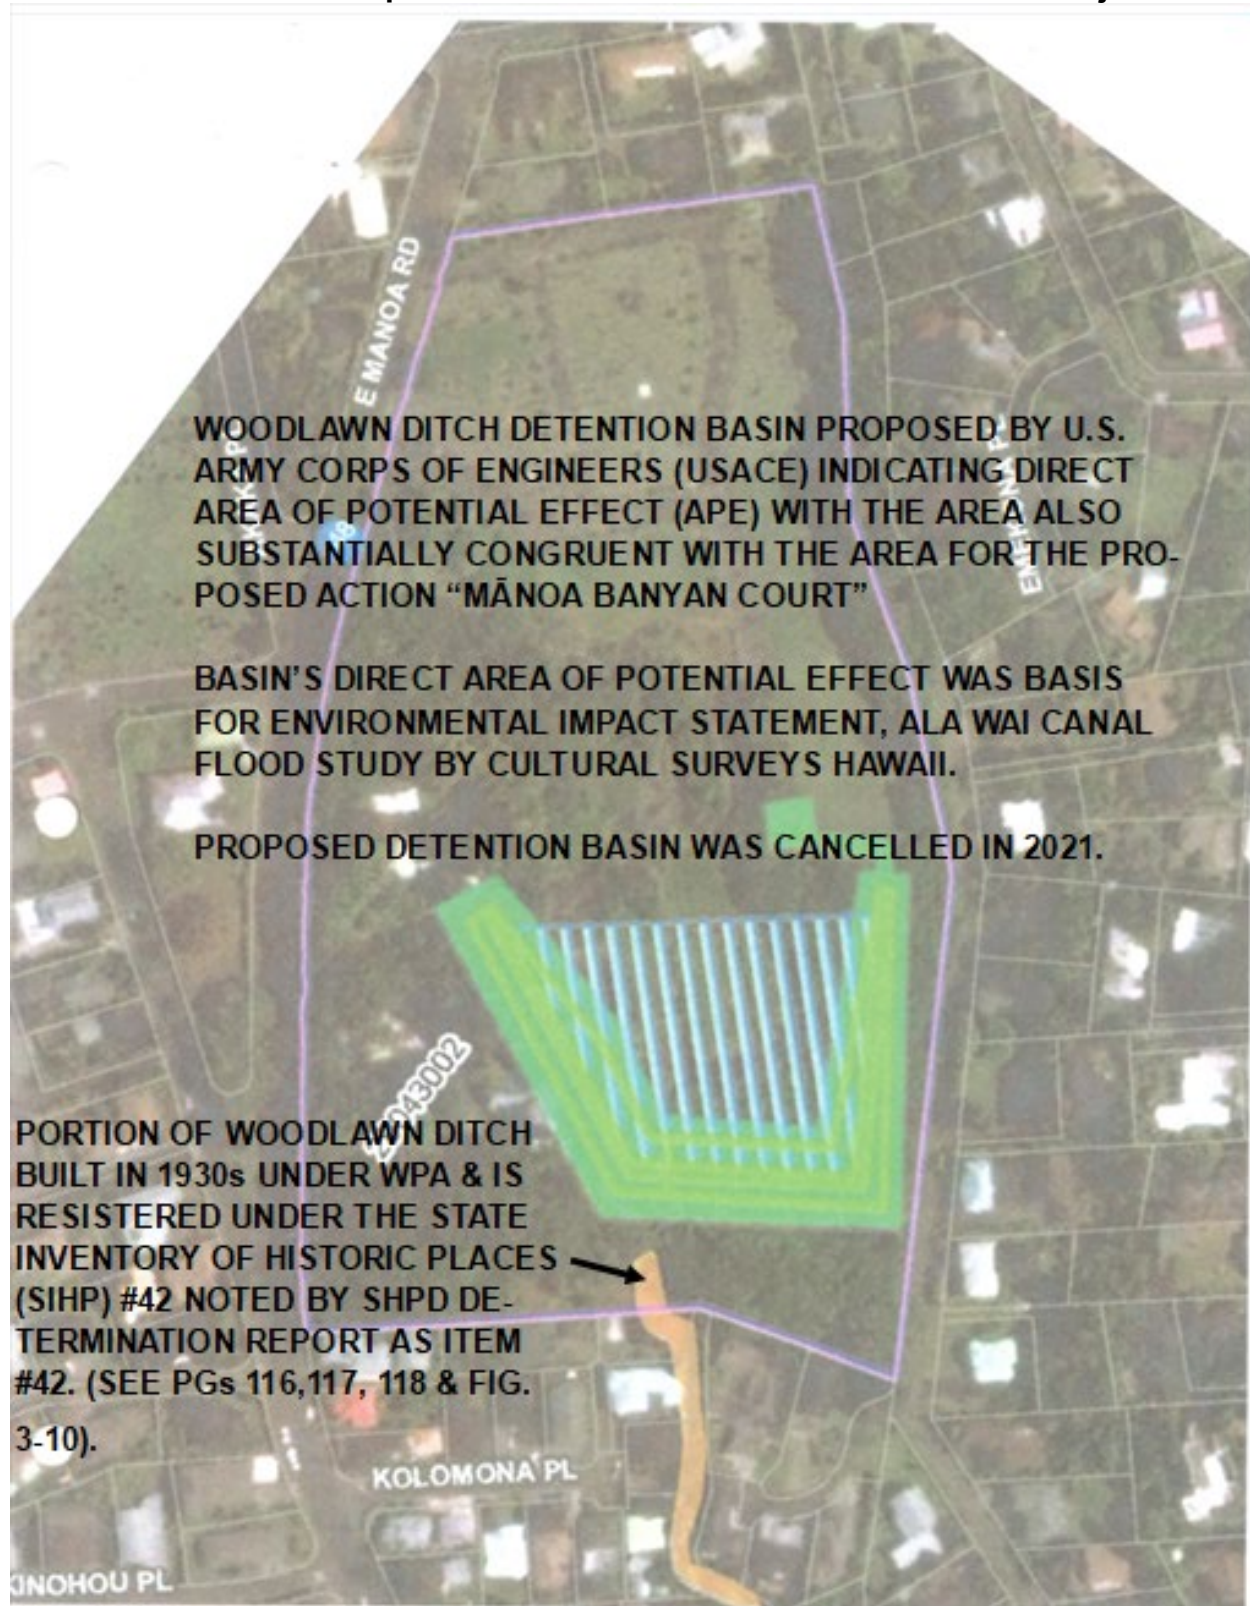 E MANOA RD
WOODLAWN DITCH DETENTION BASIN PROPOSED BY U.S.
ARMY CORPS OF ENGINEERS (USACE) INDICATING DIRECT
AREA OF POTENTIAL EFFECT (APE) WITH THE AREA ALSO
SUBSTANTIALLY CONGRUENT WITH THE AREA FOR THE PRO-
POSED ACTION “MĀNOA BANYAN COURT”
BASIN’S DIRECT AREA OF POTENTIAL EFFECT WAS BASIS
FOR ENVIRONMENTAL IMPACT STATEMENT, ALA WAI CANAL
FLOOD STUDY BY CULTURAL SURVEYS HAWAII.
PROPOSED DETENTION BASIN WAS CANCELLED IN 2021.
PORTION OF WOODLAWN DITCH
BUILT IN 1930s UNDER WPA & IS
RESISTERED UNDER THE STATE
INVENTORY OF HISTORIC PLACES
(SIHP) #42 NOTED BY SHPD DE-
TERMINATION REPORT AS ITEM
#42. (SEE PGs 116,117, 118 & FIG.
3-10).
KOLOMONA PL
KINOHOU PL